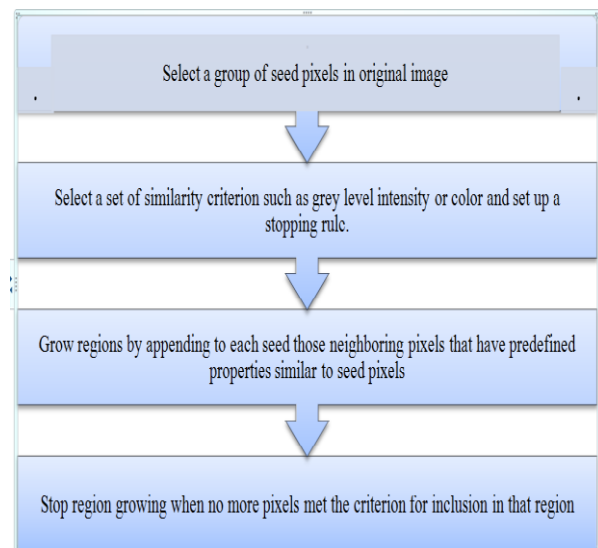 Select a group of seed pixels in original image
Select a set of similarity criterion such as grey level intensity or color and set up a
stopping rule.
Grow regions by appending to each seed those neighboring pixels that have predefined
properties similar to seed pixels
Stop region growing when no more pixels met the criterion for inclusion in that region